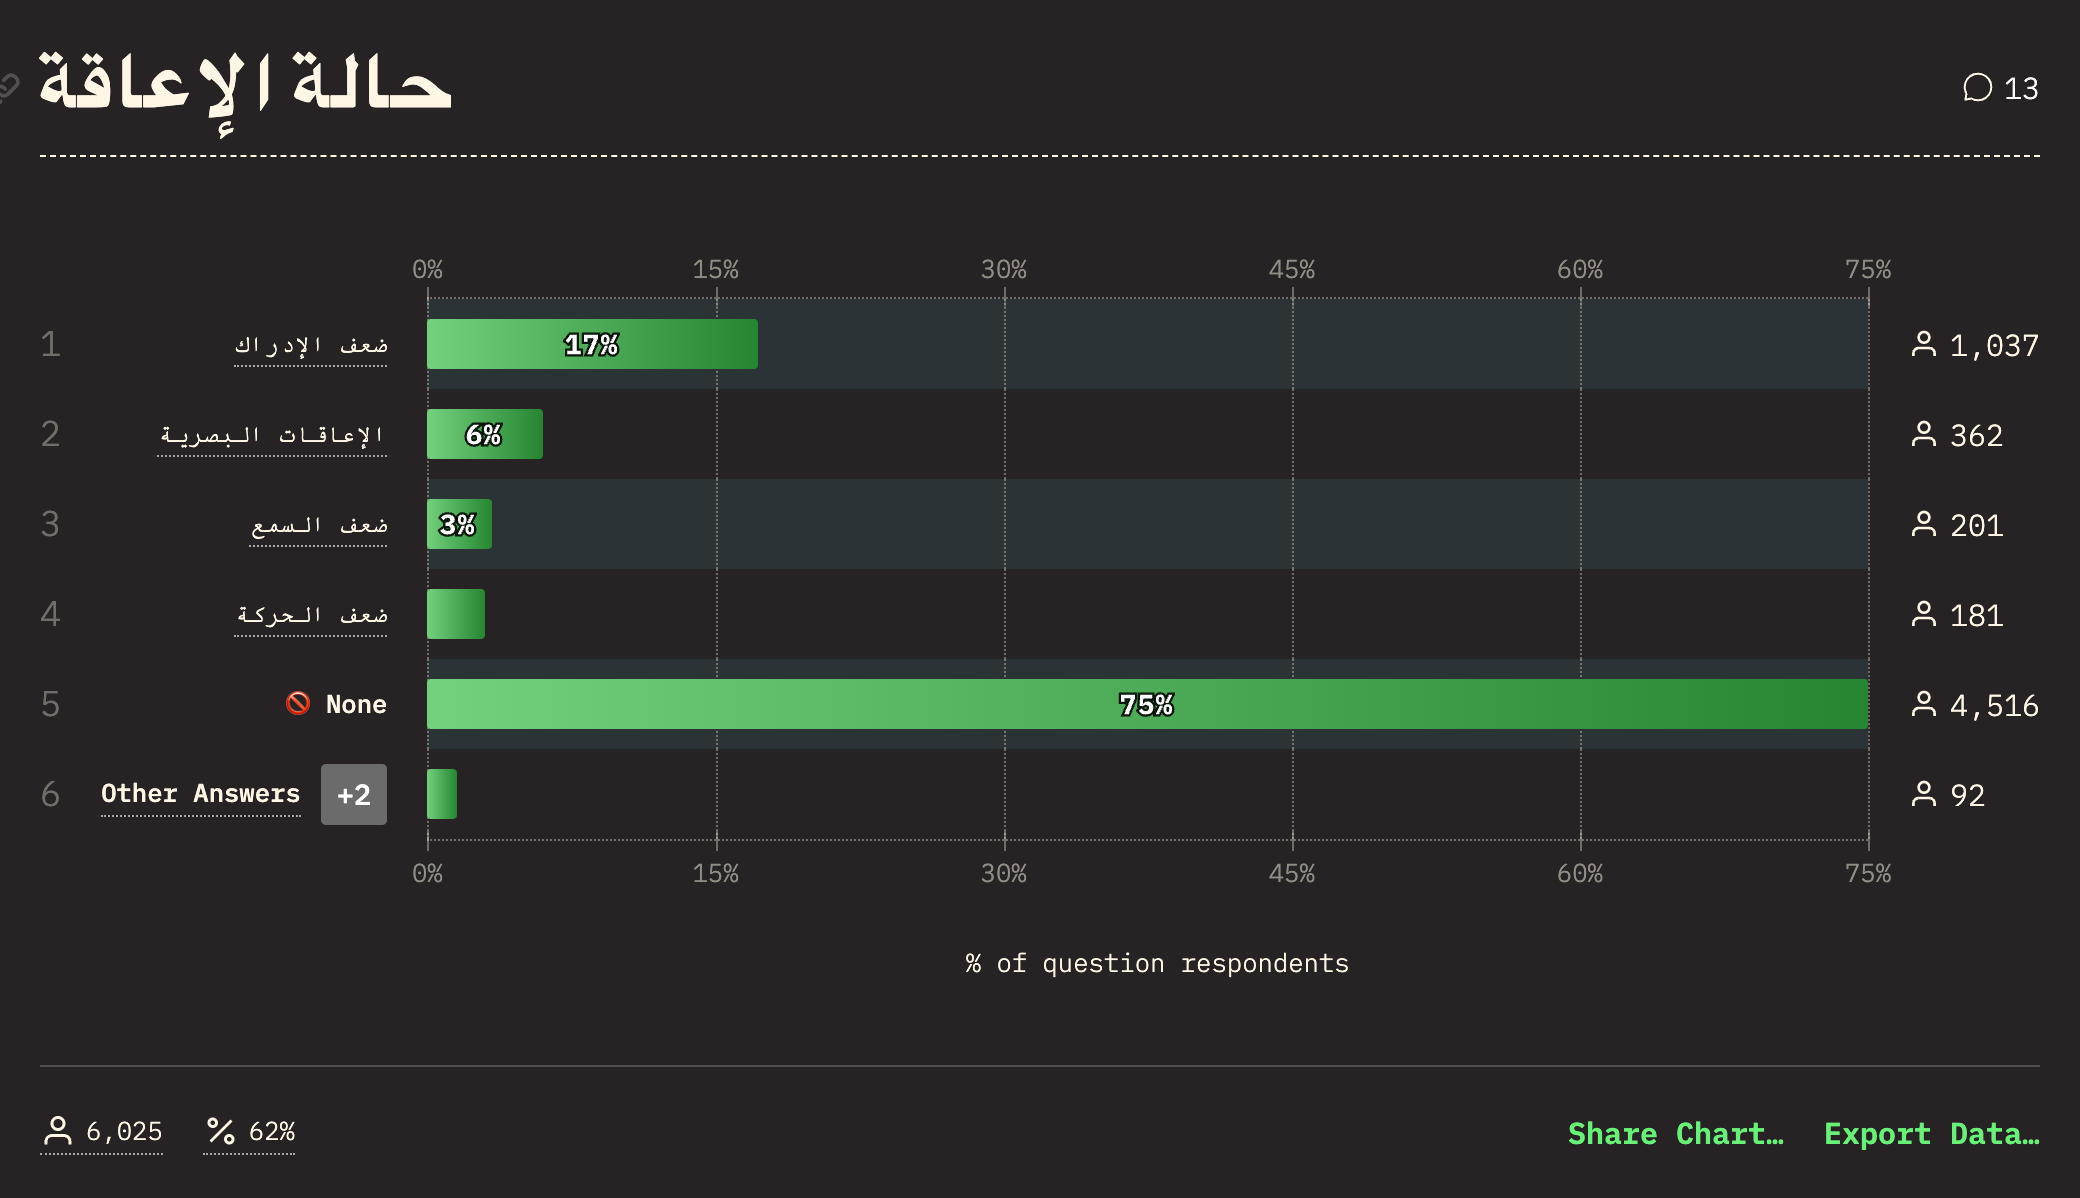 حالة الإعاقة
13
0% 15% 30% 45% 60% 75%
1 ضعف الإدراك 17% 1,037
2 الإعاقات البصرية 6% 362
3 ضعف السمع 3% 201
4 ضعف الحركة 181
5 None 75% 4,516
6 Other Answers +2 92
0% 15% 30% 45% 60% 75%
% of question respondents
6,025 62% Share Chart… Export Data…